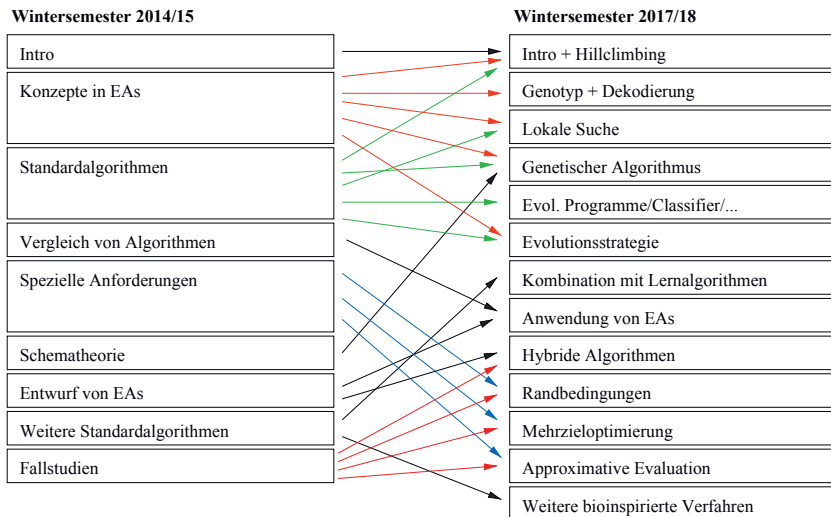 Wintersemester 2014/15
Intro
Konzepte in EAs
Standardalgorithmen
Vergleich von Algorithmen
Spezielle Anforderungen
Schematheorie
Entwurf von EAs
Weitere Standardalgorithmen
Fallstudien
Wintersemester 2017/18
Intro + Hillclimbing
Genotyp + Dekodierung
Lokale Suche
Genetischer Algorithmus
Evol. Programme/Classifier/...
Evolutionsstrategie
Kombination mit Lernalgorithmen
Anwendung von EAs
Hybride Algorithmen
Randbedingungen
Mehrzieloptimierung
Approximative Evaluation
Weitere bioinspirierte Verfahren